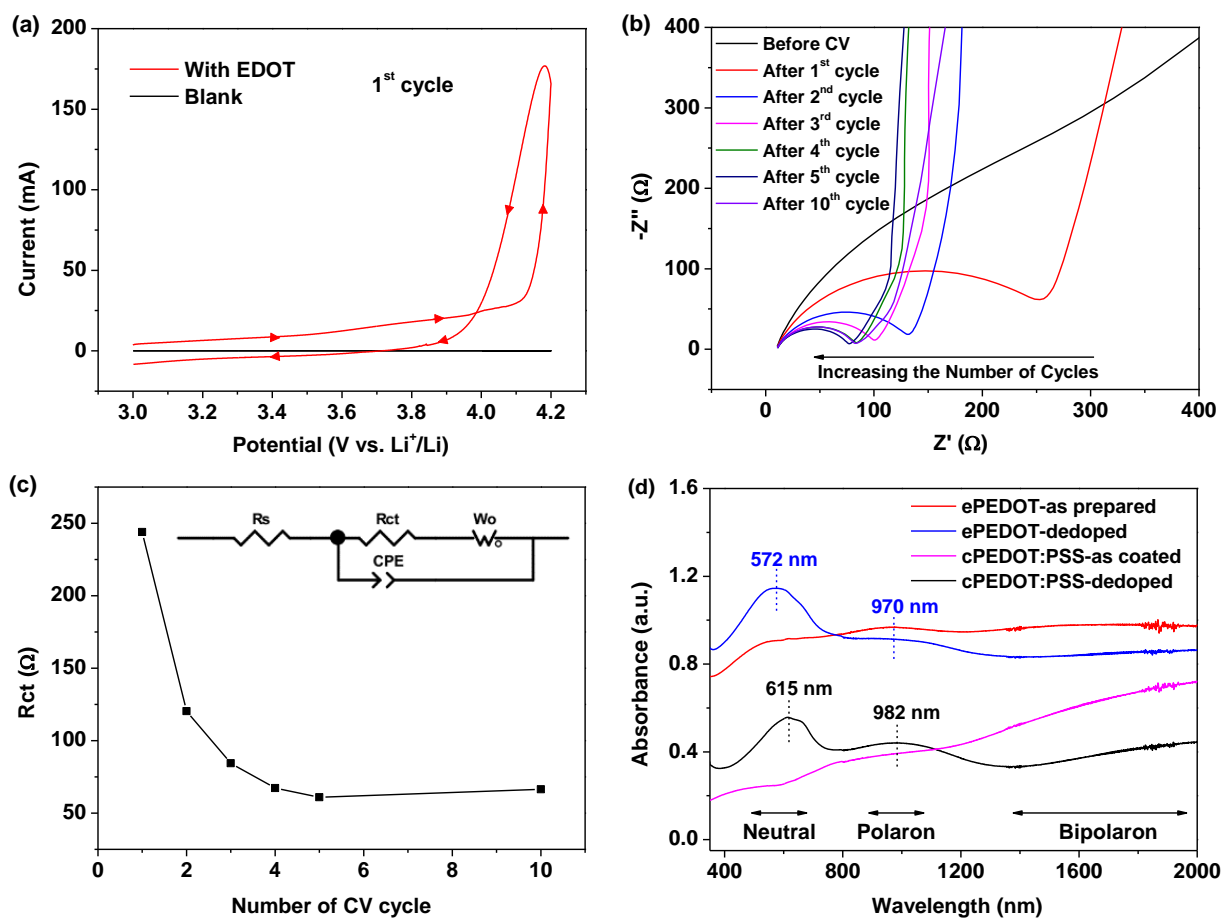 (a)
200
150
100
50
0
Current (mA)
With EDOT
Blank
1st cycle
3.0 3.2 3.4 3.6 3.8 4.0 4.2
Potential (V vs. Li+/Li)
(b)
400
300
200
100
0
-Z'' (Ω)
Before CV
After 1st cycle
After 2nd cycle
After 3rd cycle
After 4th cycle
After 5th cycle
After 10th cycle
Increasing the Number of Cycles
0 100 200 300 400
Z' (Ω)
(c)
250
200
150
100
50
Rct (Ω)
Rs Rct Wo
CPE
0 2 4 6 8 10
Number of CV cycle
(d)
1.6
1.2
0.8
0.4
0.0
Absorbance (a.u.)
ePEDOT-as prepared
ePEDOT-dedoped
cPEDOT:PSS-as coated
cPEDOT:PSS-dedoped
572 nm
970 nm
615 nm
982 nm
Neutral Polaron Bipolaron
400 800 1200 1600 2000
Wavelength (nm)